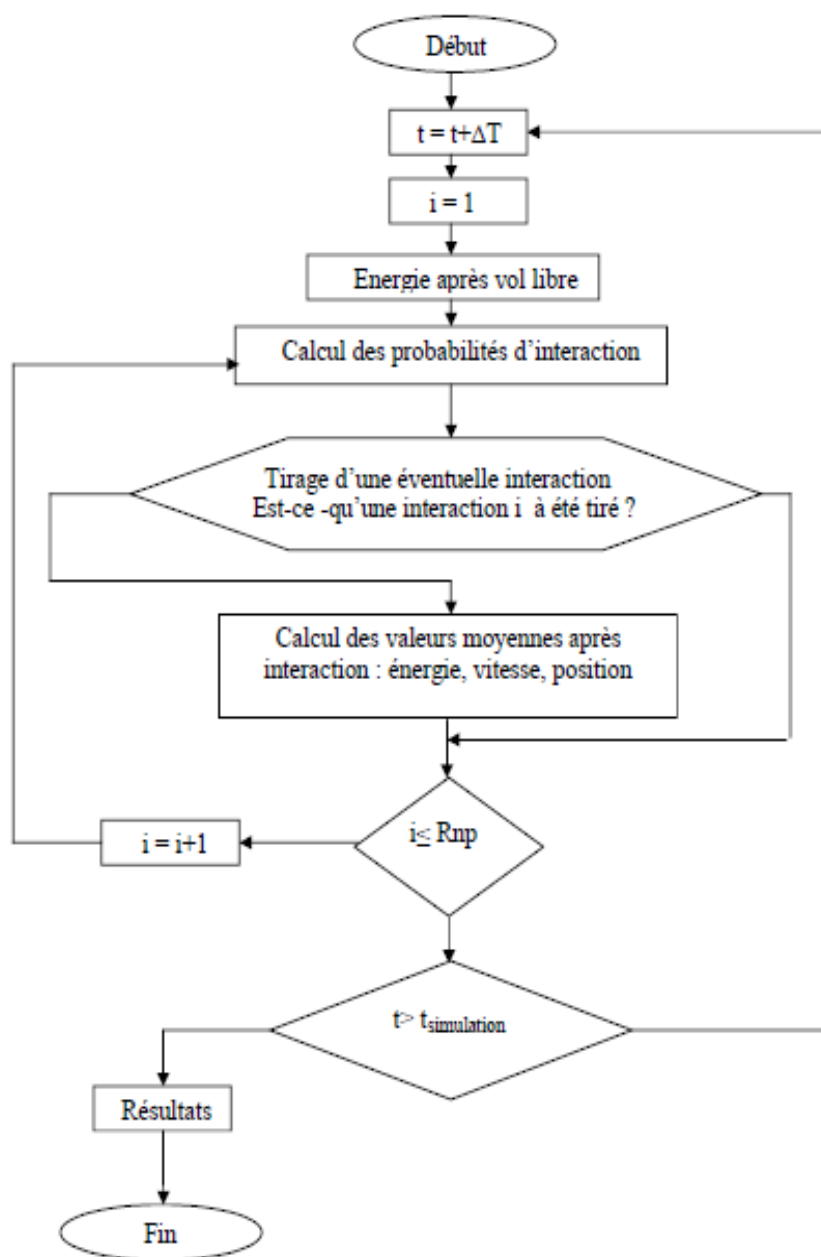 Début
t = t+ΔT
i = 1
Energie après vol libre
Calcul des probabilités d’interaction
Tirage d’une éventuelle interaction
Est-ce -qu’une interaction i à été tiré ?
Calcul des valeurs moyennes après
interaction : énergie, vitesse, position
i≤ Rnp
i = i+1
t> tsimulation
Résultats
Fin